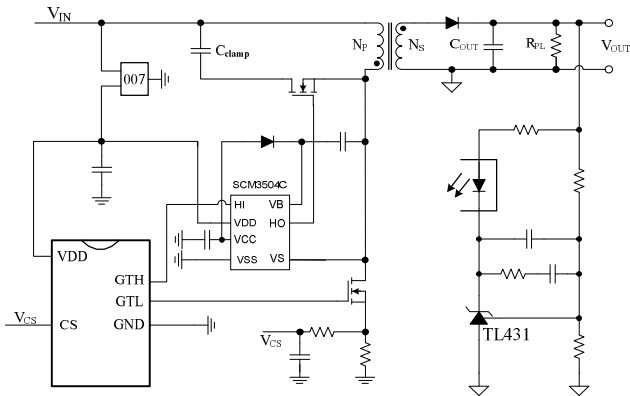 VIN
Cclamp
NP
NS
COUT
RPL
VOUT
007
SCM3504C
HI
VB
VDD
HO
VCC
VSS
VS
VDD
GTH
GTL
VCS
CS
GND
VCS
TL431